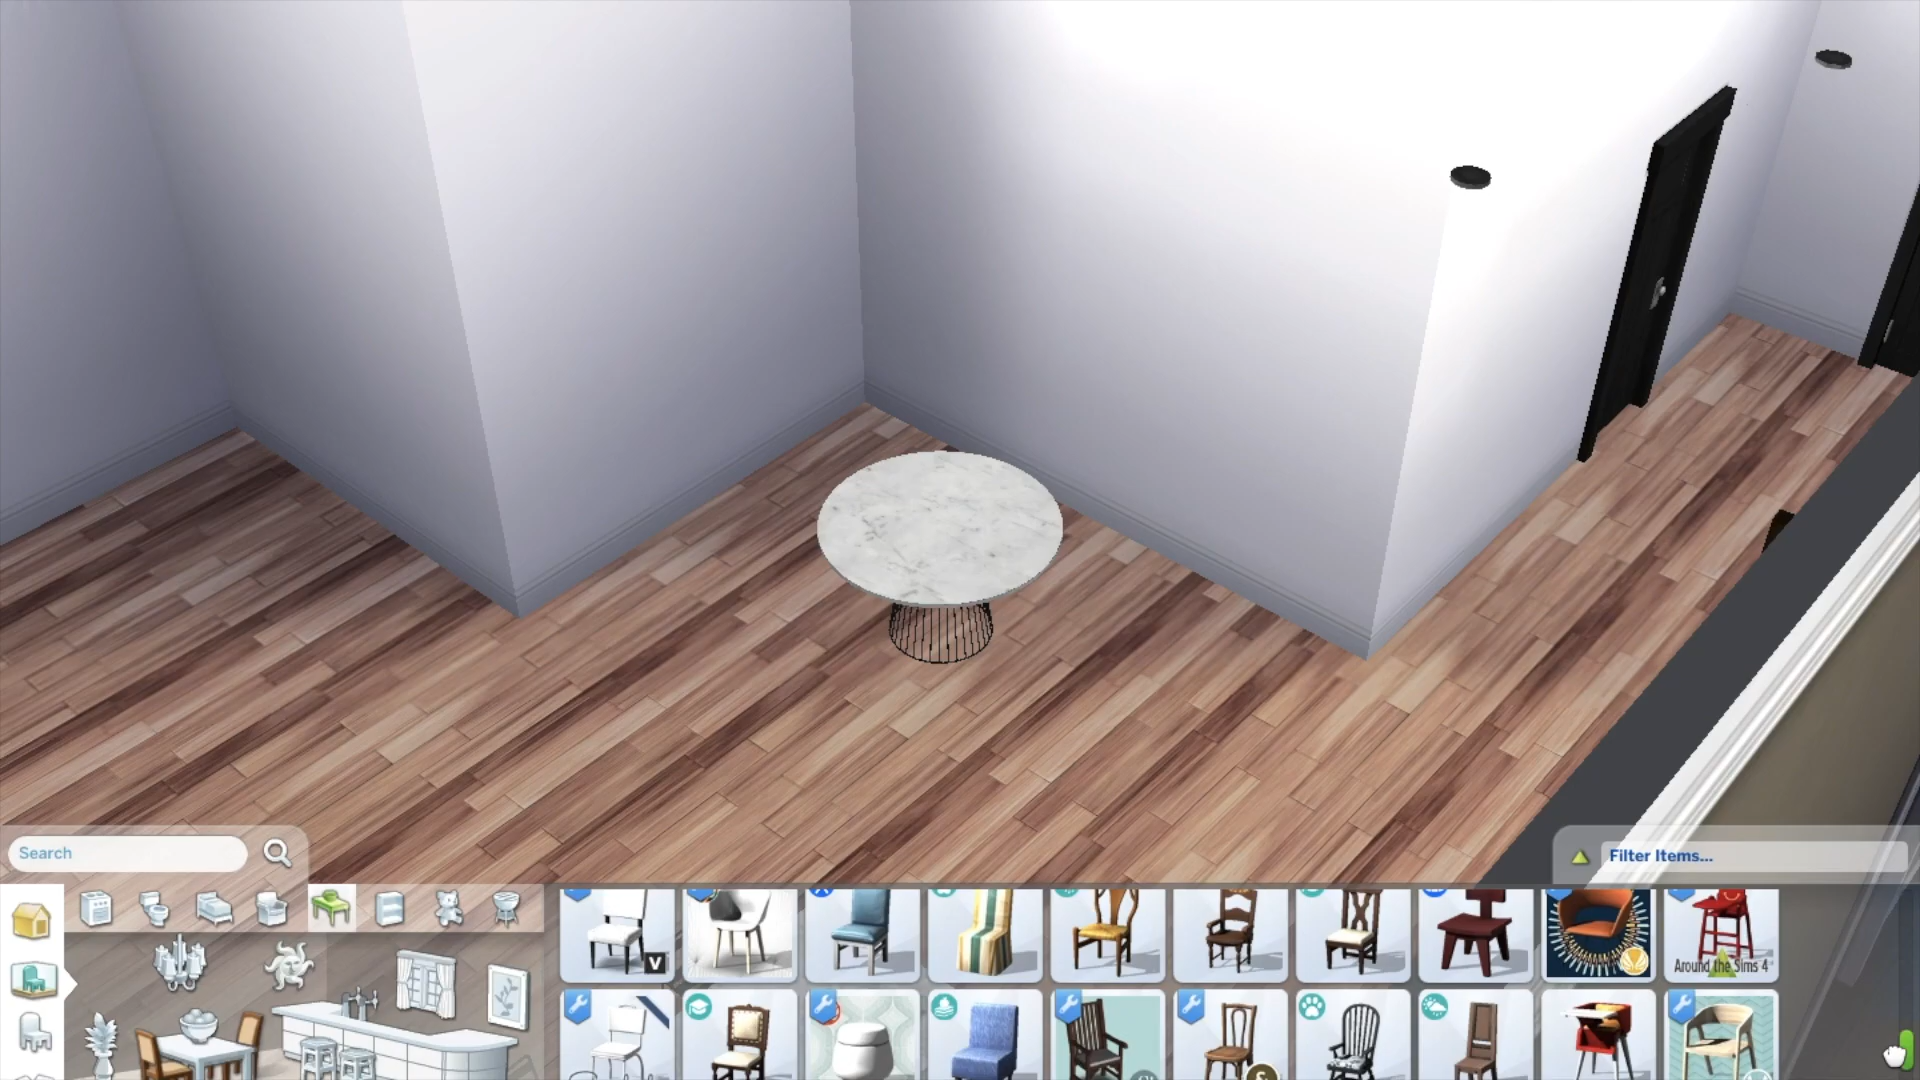 Search
Filter Items...
V
Around the Sims 4
S